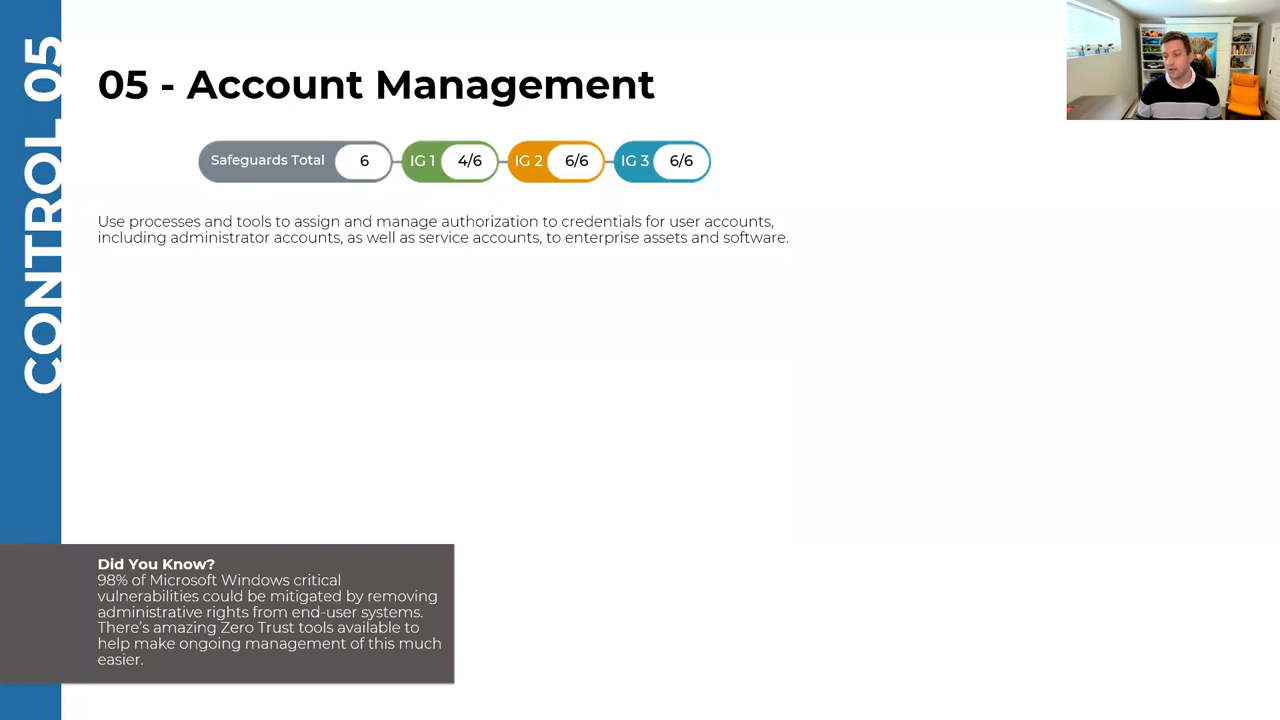 CONTROL 05
05 - Account Management
Safeguards Total 6 IG 1 4/6 IG 2 6/6 IG 3 6/6
Use processes and tools to assign and manage authorization to credentials for user accounts,
including administrator accounts, as well as service accounts, to enterprise assets and software.
Did You Know?
98% of Microsoft Windows critical
vulnerabilities could be mitigated by removing
administrative rights from end-user systems.
There's amazing Zero Trust tools available to
help make ongoing management of this much
easier.